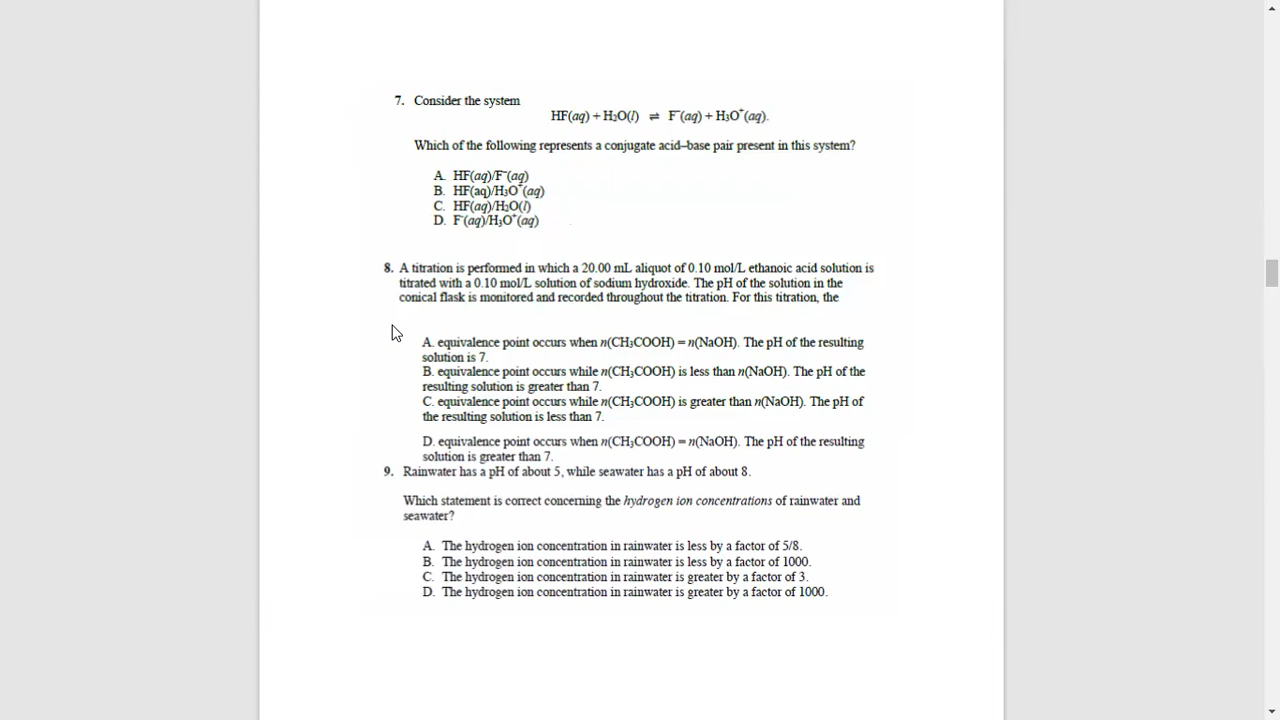 7. Consider the system
HF(aq) + H₂O(l) ⇌ F⁻(aq) + H₃O⁺(aq).
Which of the following represents a conjugate acid–base pair present in this system?
A. HF(aq)/F⁻(aq)
B. HF(aq)/H₃O⁺(aq)
C. HF(aq)/H₂O(l)
D. F⁻(aq)/H₃O⁺(aq)
8. A titration is performed in which a 20.00 mL aliquot of 0.10 mol/L ethanoic acid solution is
titrated with a 0.10 mol/L solution of sodium hydroxide. The pH of the solution in the
conical flask is monitored and recorded throughout the titration. For this titration, the
A. equivalence point occurs when n(CH₃COOH) = n(NaOH). The pH of the resulting
solution is 7.
B. equivalence point occurs while n(CH₃COOH) is less than n(NaOH). The pH of the
resulting solution is greater than 7.
C. equivalence point occurs while n(CH₃COOH) is greater than n(NaOH). The pH of
the resulting solution is less than 7.
D. equivalence point occurs when n(CH₃COOH) = n(NaOH). The pH of the resulting
solution is greater than 7.
9. Rainwater has a pH of about 5, while seawater has a pH of about 8.
Which statement is correct concerning the hydrogen ion concentrations of rainwater and
seawater?
A. The hydrogen ion concentration in rainwater is less by a factor of 5/8.
B. The hydrogen ion concentration in rainwater is less by a factor of 1000.
C. The hydrogen ion concentration in rainwater is greater by a factor of 3.
D. The hydrogen ion concentration in rainwater is greater by a factor of 1000.